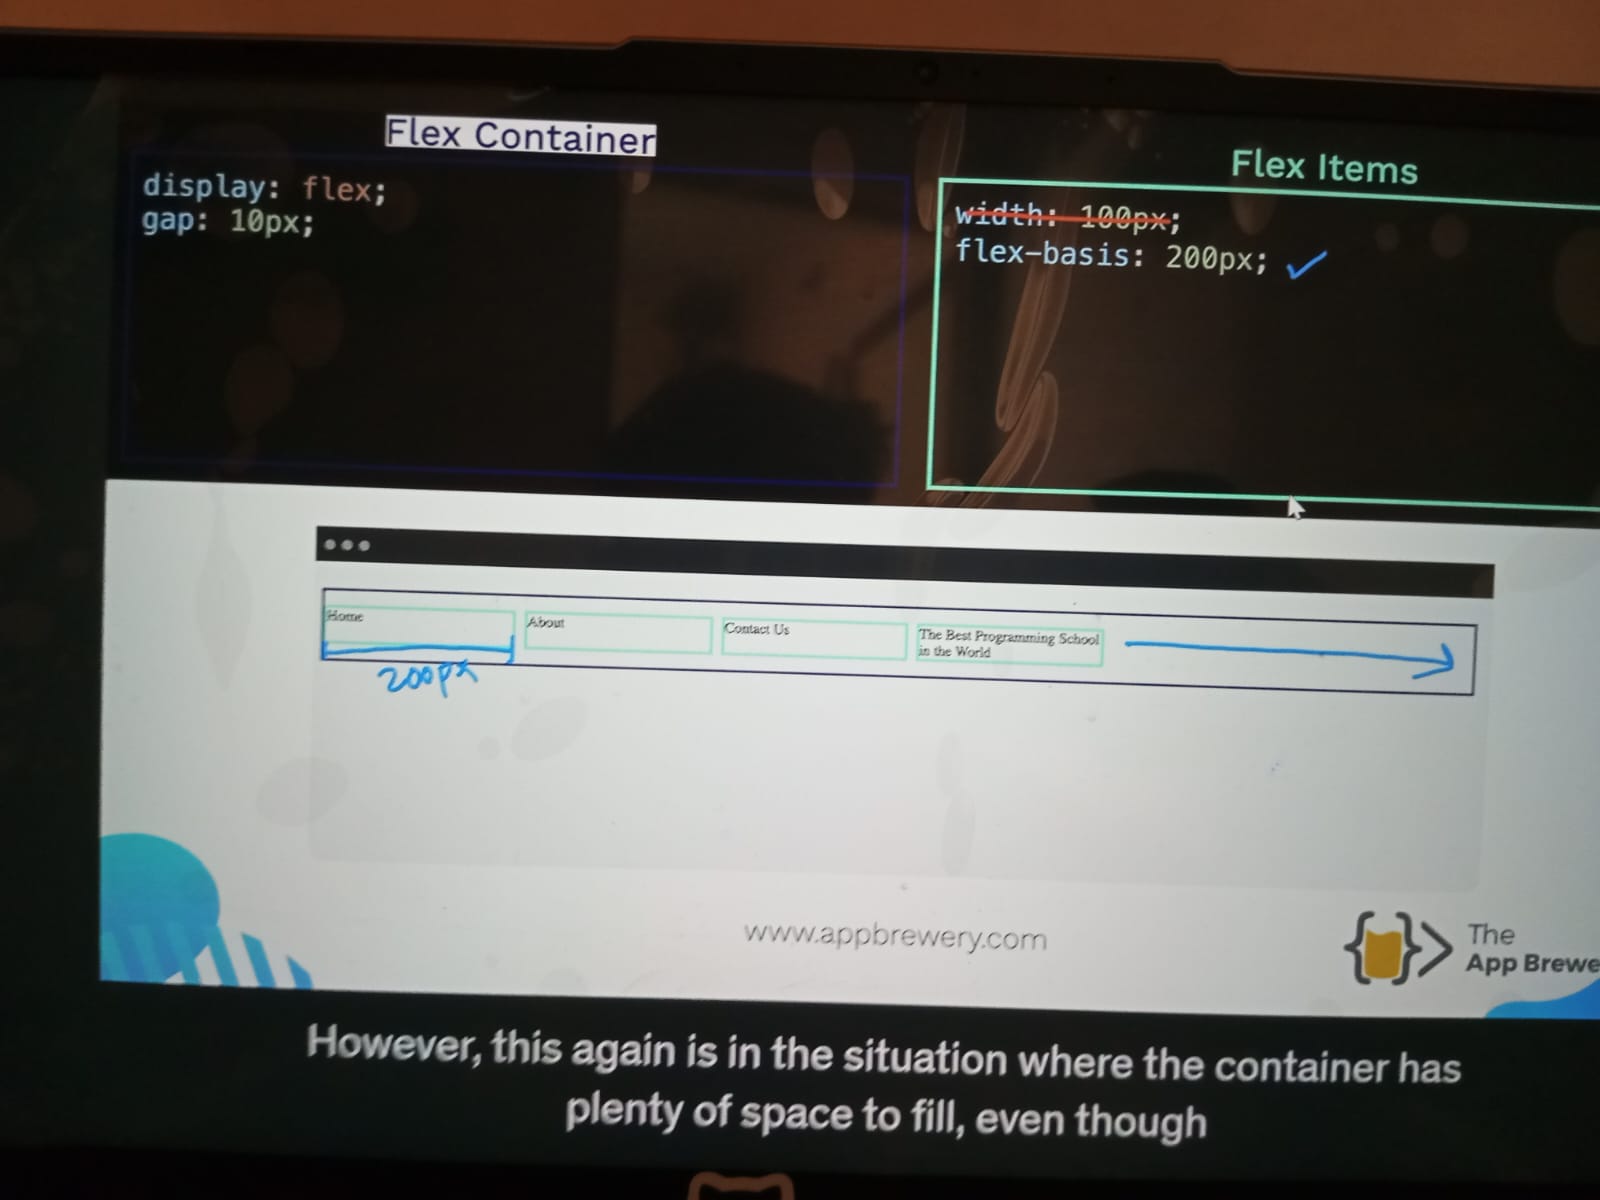 Flex Container
display: flex;
gap: 10px;
Flex Items
width: 100px;
flex-basis: 200px;
Home
About
Contact Us
The Best Programming School
in the World
200px
www.appbrewery.com
The
App Brewe
However, this again is in the situation where the container has
plenty of space to fill, even though